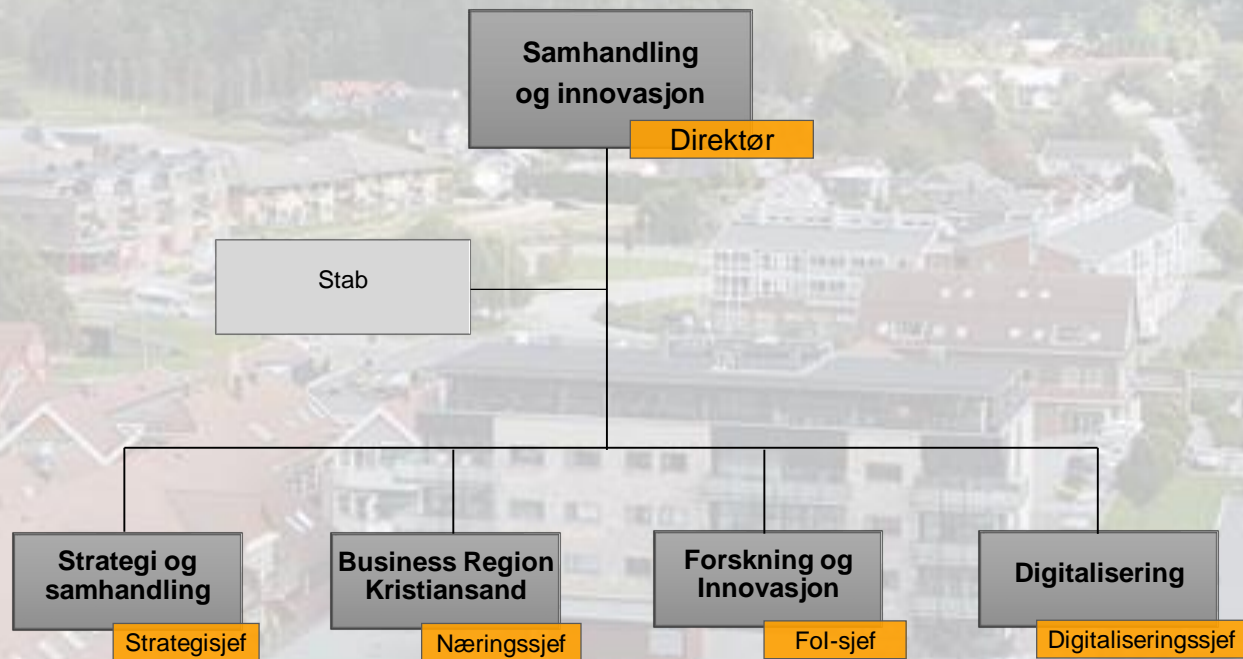 Samhandling
og innovasjon
Direktør
Stab
Strategi og
samhandling
Strategisjef
Business Region
Kristiansand
Næringssjef
Forskning og
Innovasjon
FoI-sjef
Digitalisering
Digitaliseringssjef